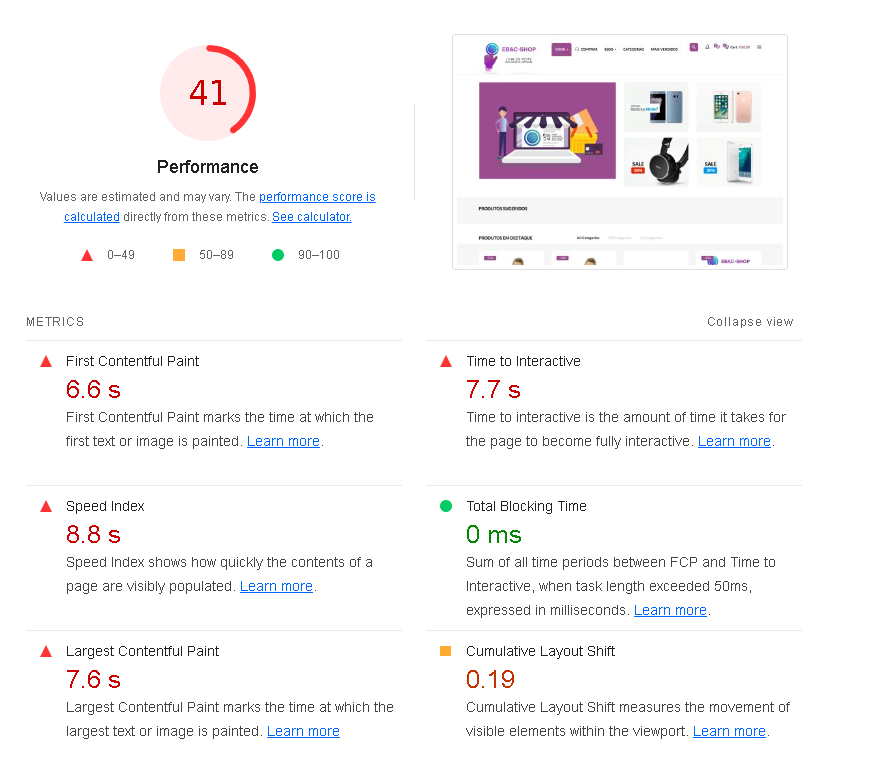 41
Performance
Values are estimated and may vary. The performance score is
calculated directly from these metrics. See calculator.
0–49
50–89
90–100
EBAC-SHOP
HOME
COMPRAR
BLOG
CATEGORIAS
MAIS VENDIDOS
Cart
SALE
SALE
PRODUTOS SUGERIDOS
PRODUTOS EM DESTAQUE
All Categories
EBAC-SHOP
METRICS
Collapse view
First Contentful Paint
6.6 s
First Contentful Paint marks the time at which the
first text or image is painted. Learn more.
Time to Interactive
7.7 s
Time to interactive is the amount of time it takes for
the page to become fully interactive. Learn more.
Speed Index
8.8 s
Speed Index shows how quickly the contents of a
page are visibly populated. Learn more.
Total Blocking Time
0 ms
Sum of all time periods between FCP and Time to
Interactive, when task length exceeded 50ms,
expressed in milliseconds. Learn more.
Largest Contentful Paint
7.6 s
Largest Contentful Paint marks the time at which the
largest text or image is painted. Learn more
Cumulative Layout Shift
0.19
Cumulative Layout Shift measures the movement of
visible elements within the viewport. Learn more.